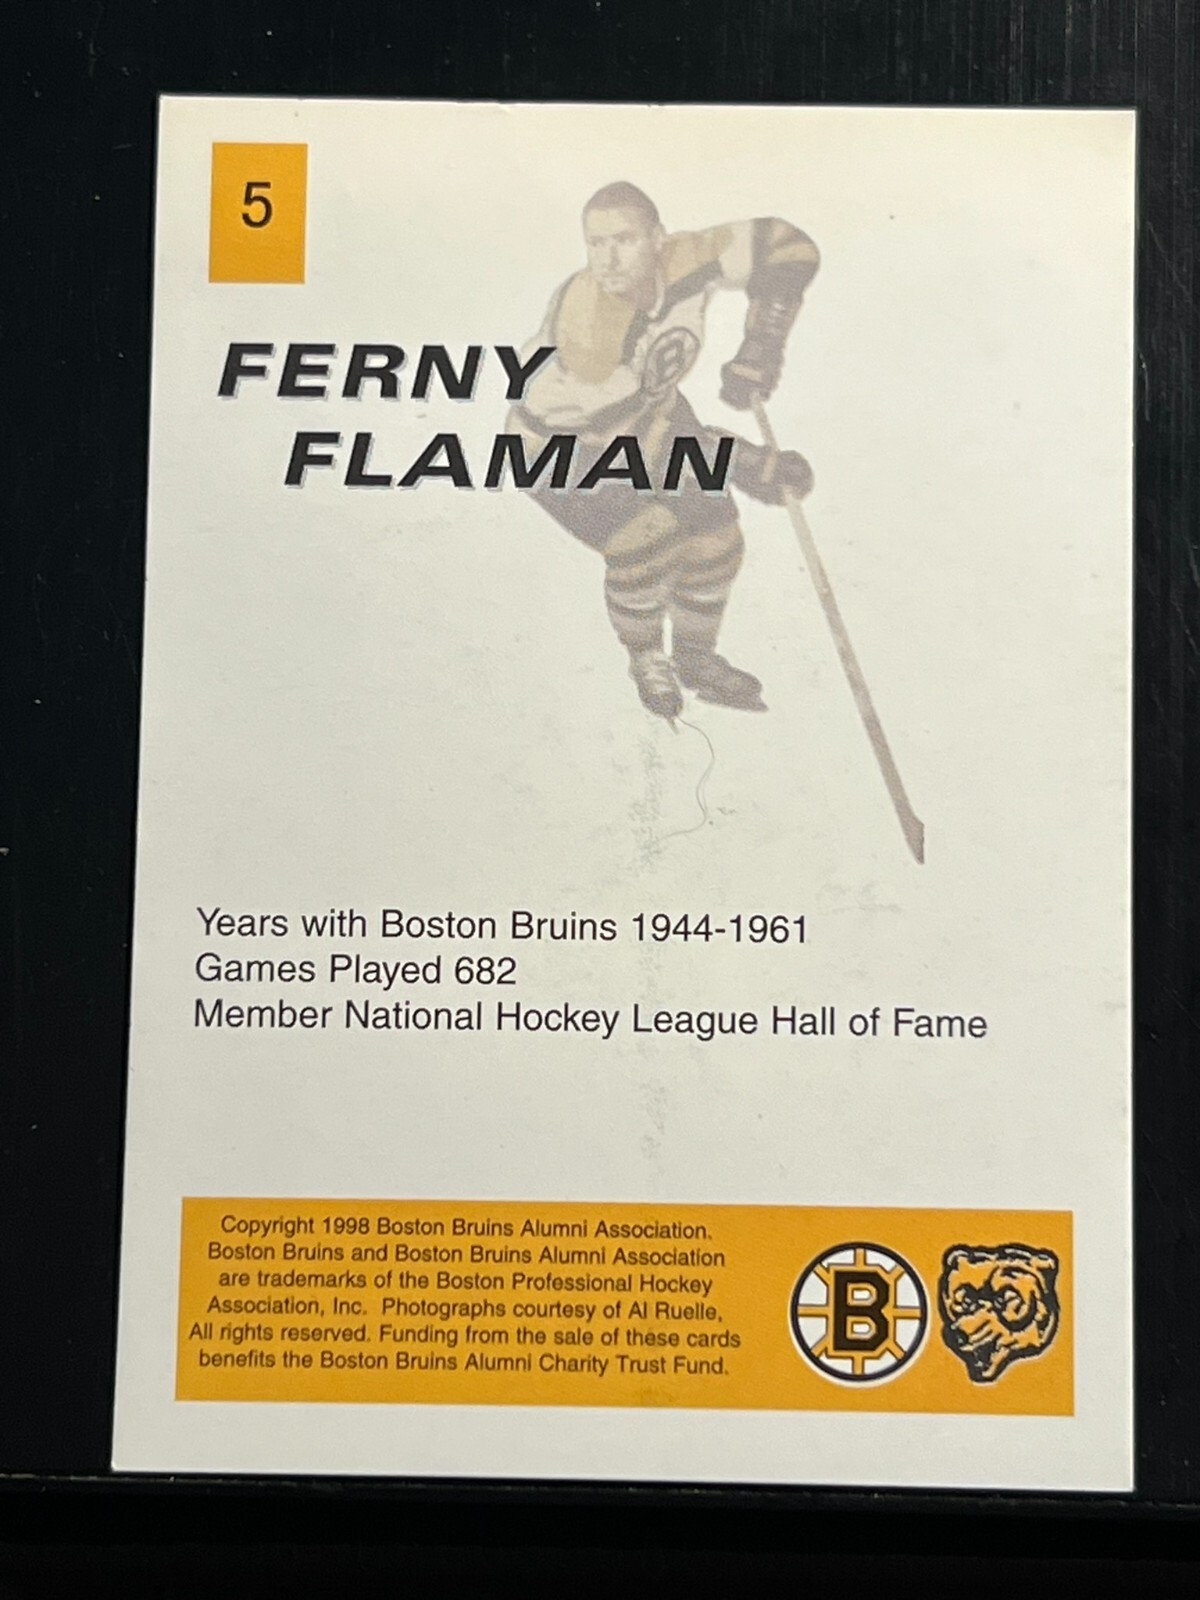 5
FERNY
FLAMAN
B
Years with Boston Bruins 1944-1961
Games Played 682
Member National Hockey League Hall of Fame
Copyright 1998 Boston Bruins Alumni Association.
Boston Bruins and Boston Bruins Alumni Association
are trademarks of the Boston Professional Hockey
Association, Inc. Photographs courtesy of Al Ruelle,
All rights reserved. Funding from the sale of these cards
benefits the Boston Bruins Alumni Charity Trust Fund.
B